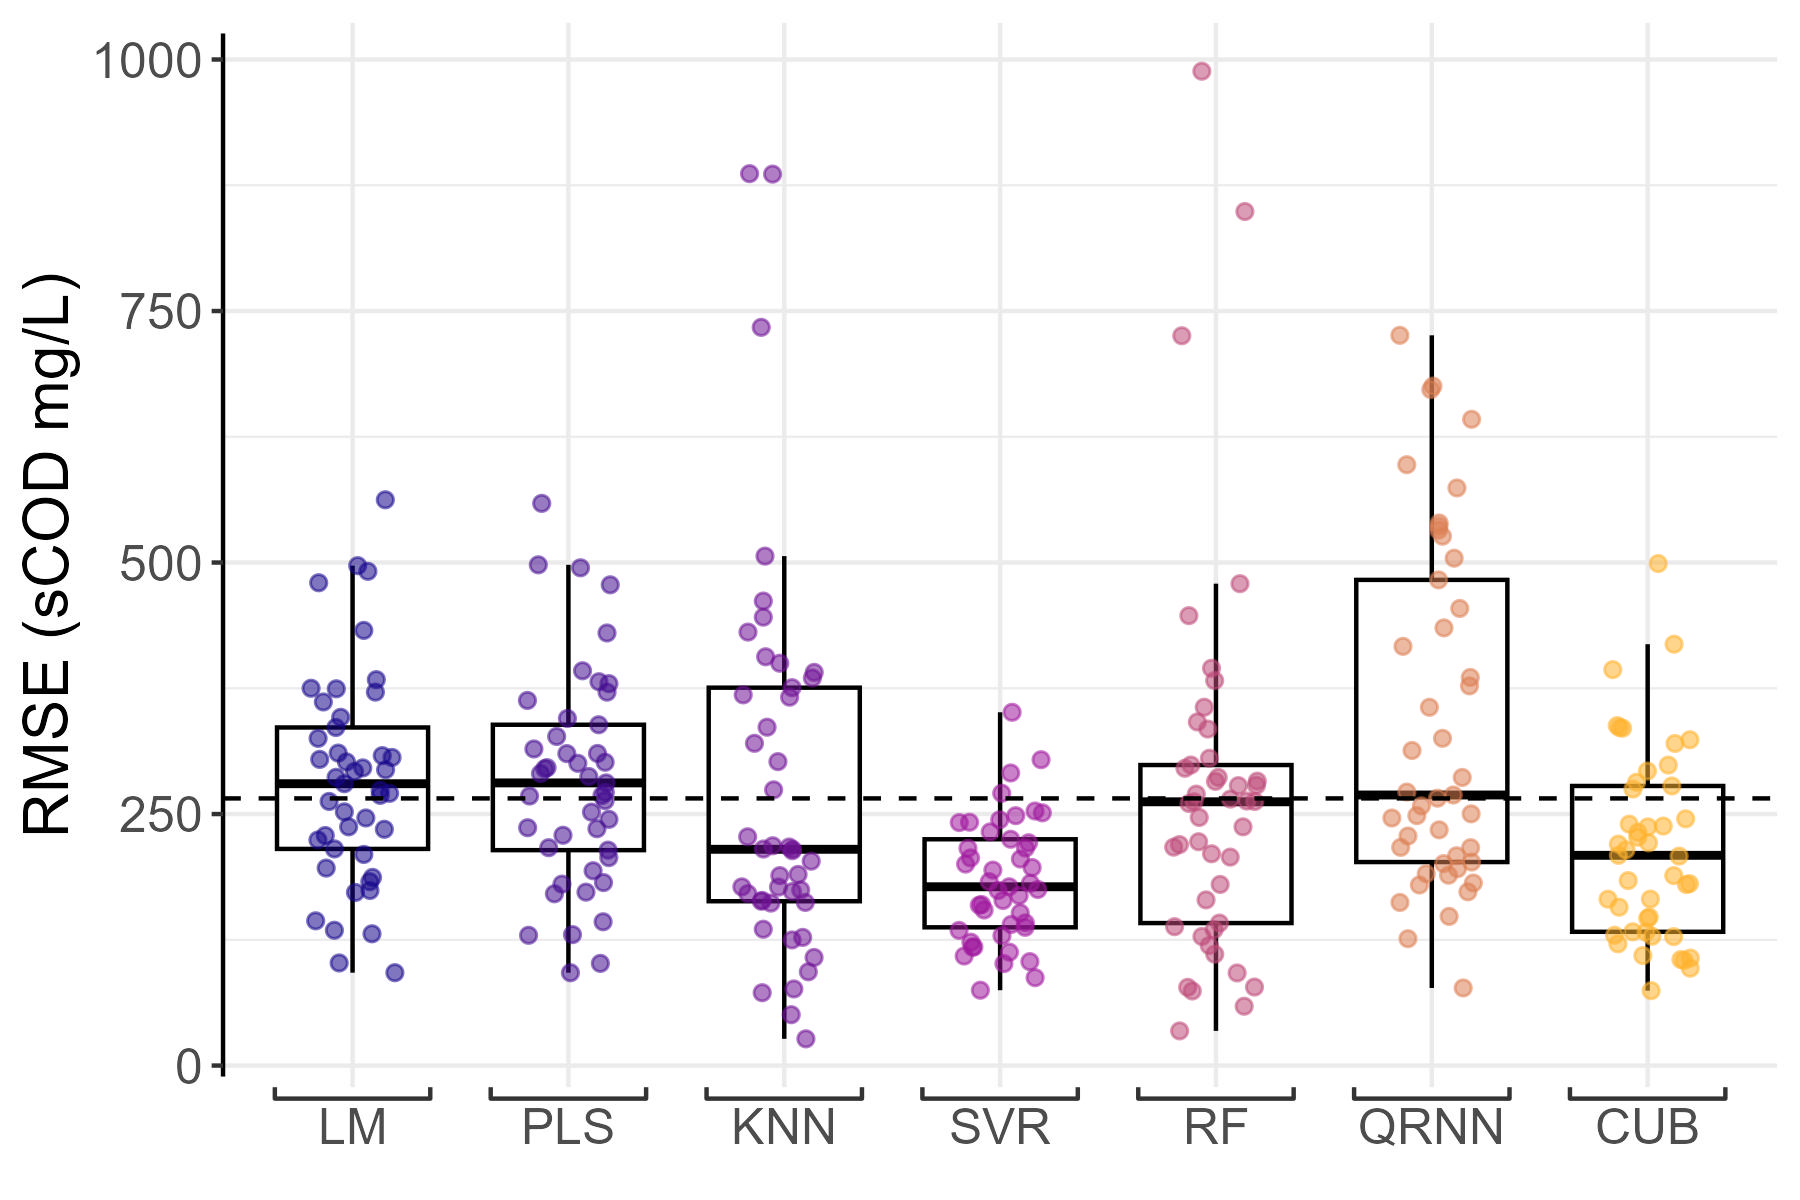 RMSE (sCOD mg/L)
1000
750
500
250
0
LM
PLS
KNN
SVR
RF
QRNN
CUB